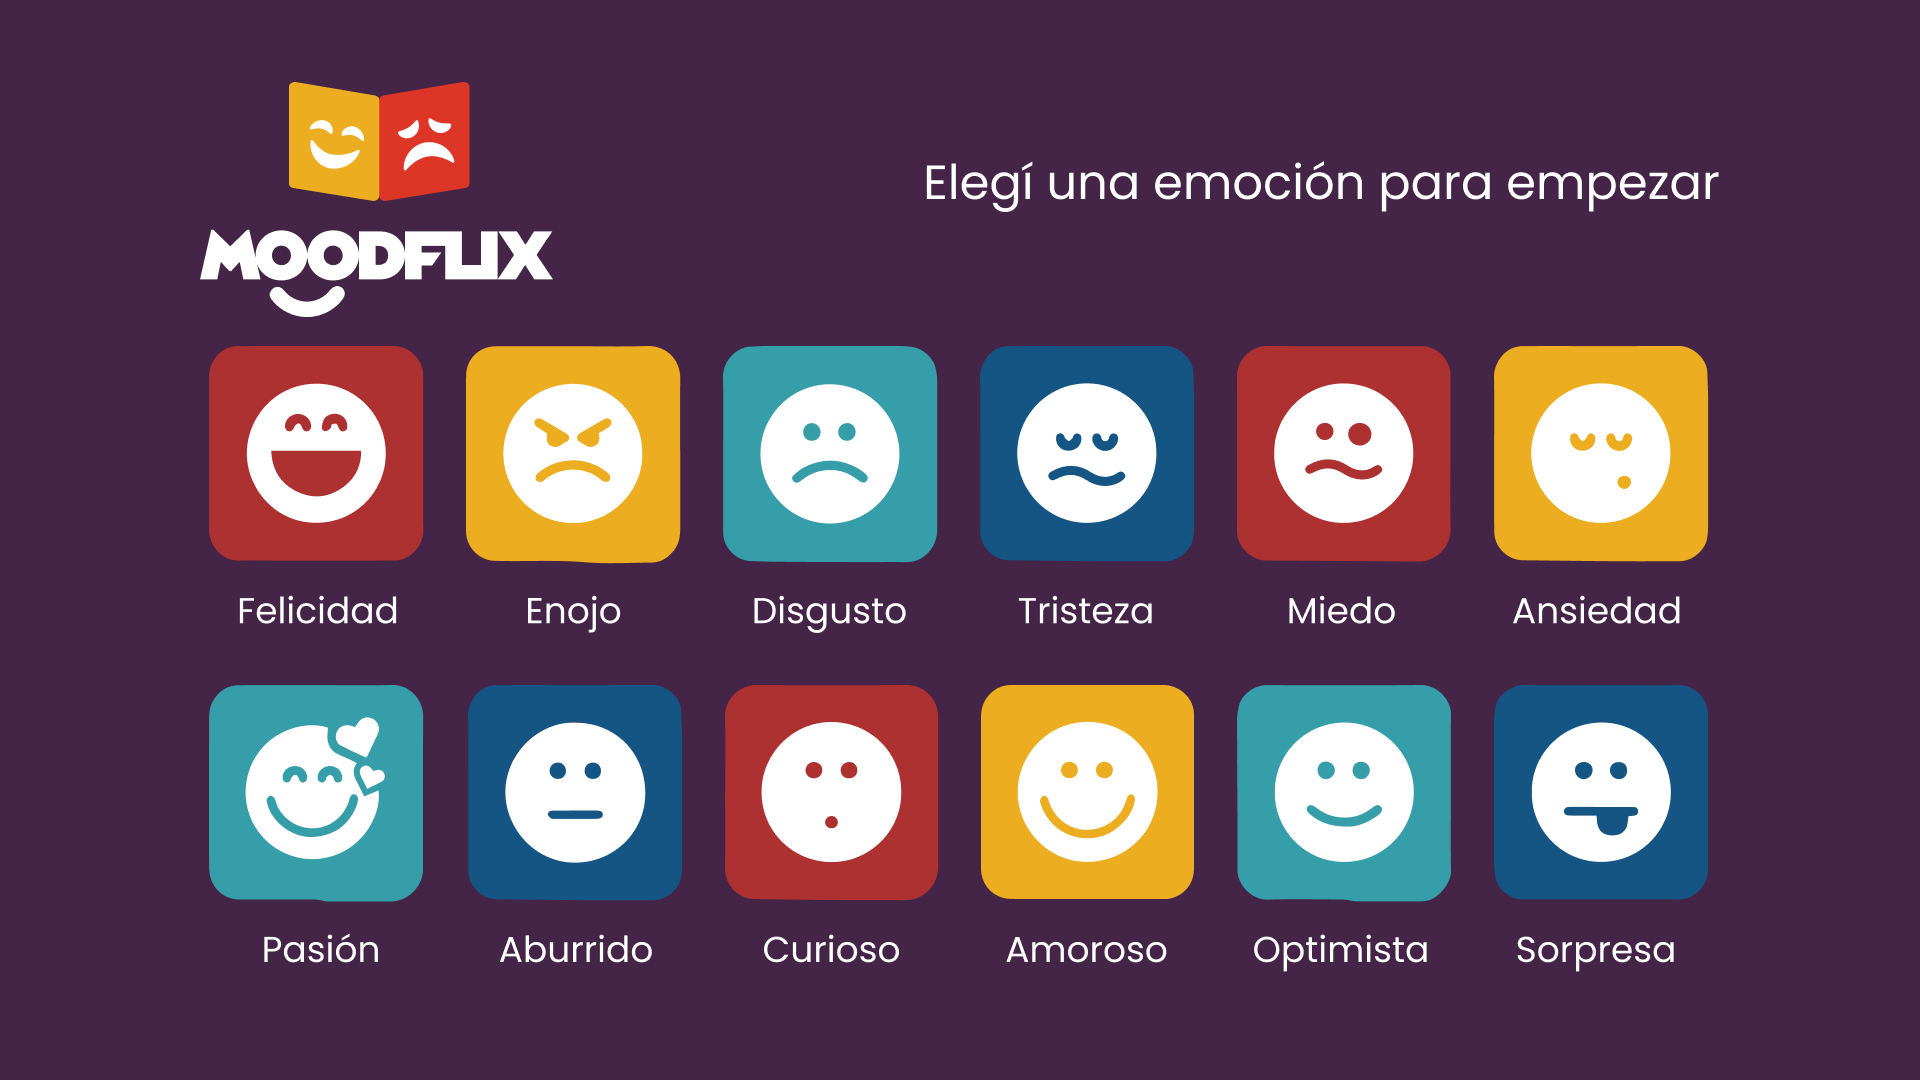 MOODFLIX
Elegí una emoción para empezar
Felicidad
Enojo
Disgusto
Tristeza
Miedo
Ansiedad
Pasión
Aburrido
Curioso
Amoroso
Optimista
Sorpresa